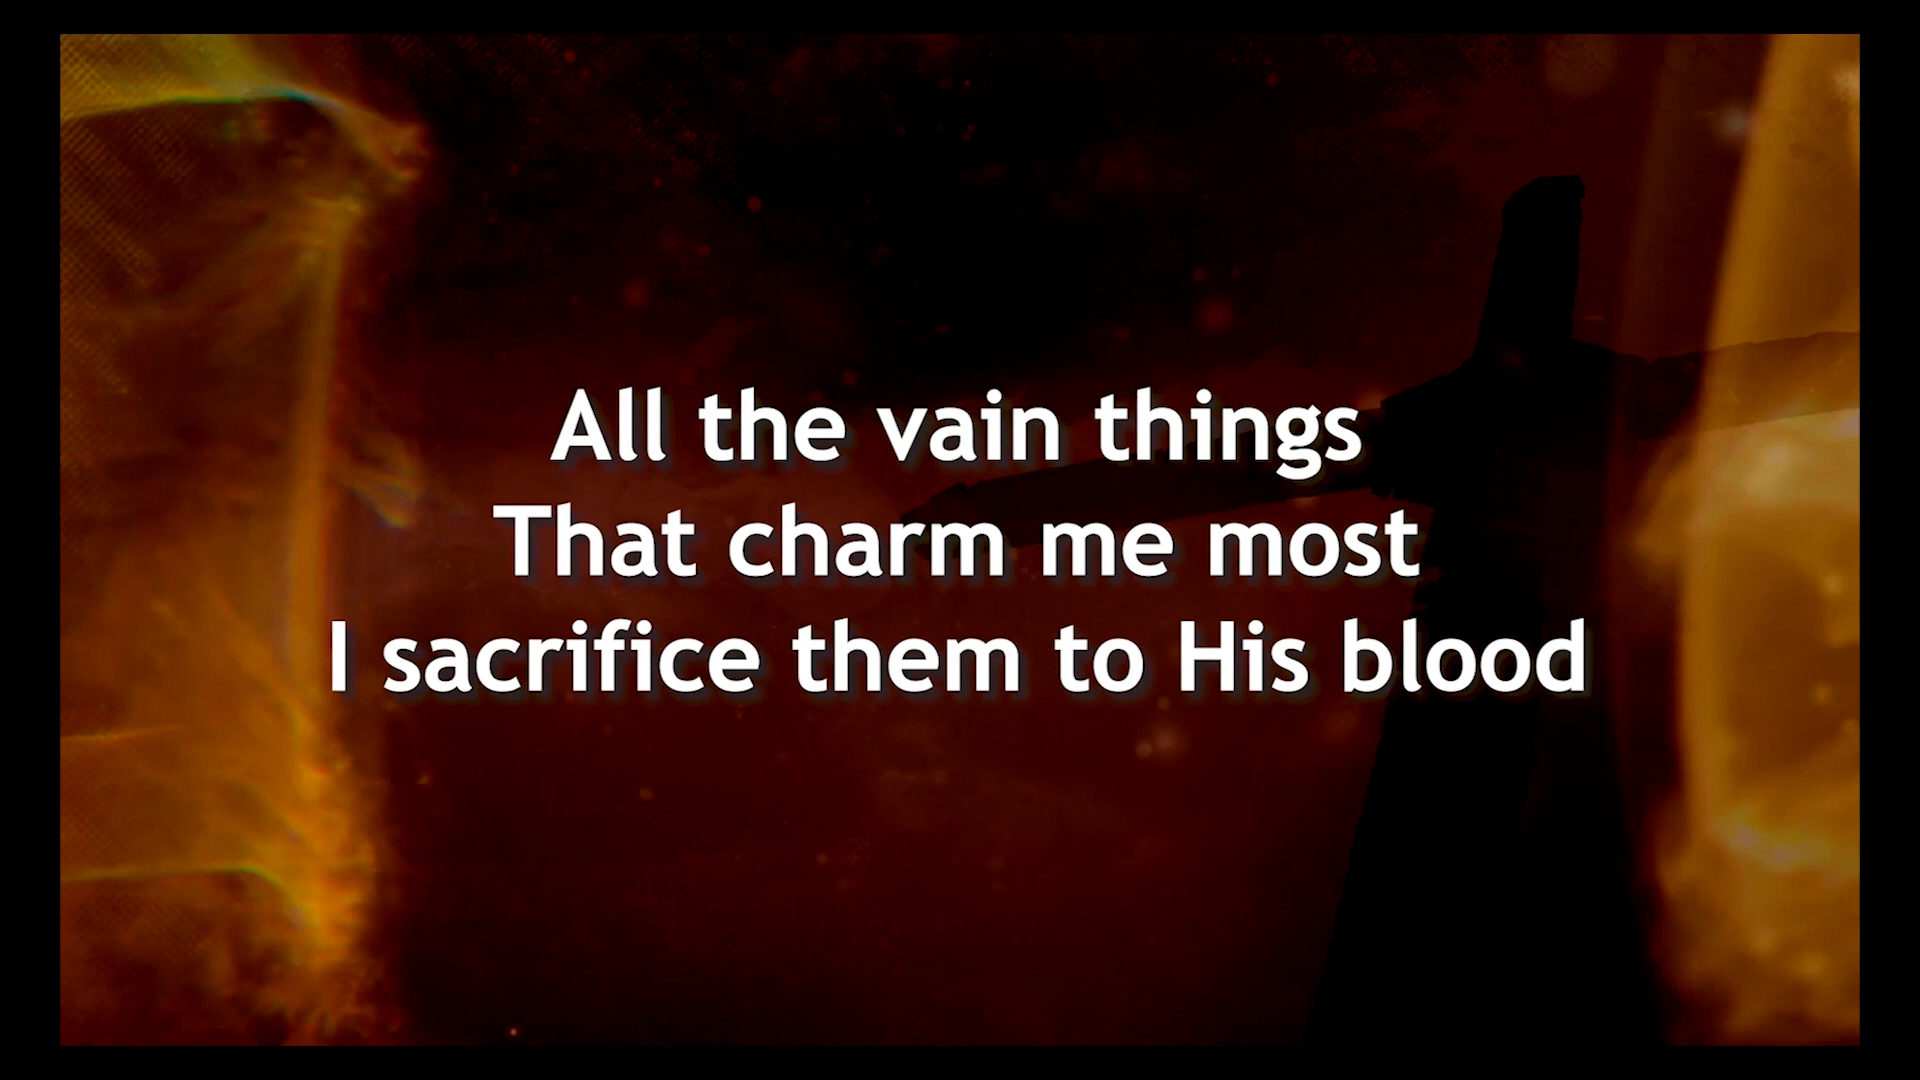 All the vain things
That charm me most
I sacrifice them to His blood